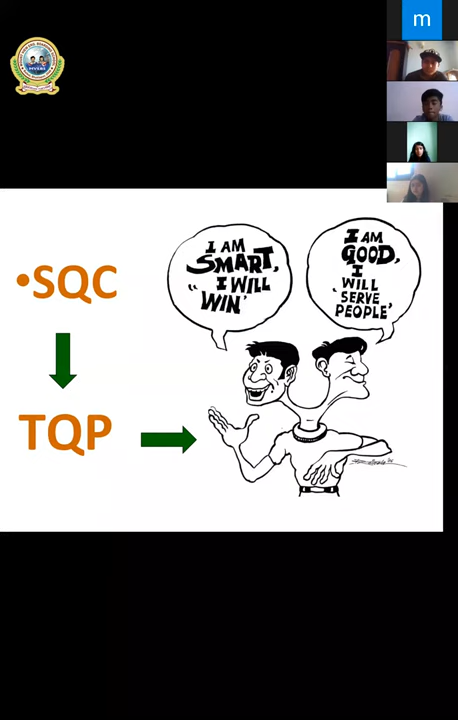 m
•SQC
TQP
I AM
SMART,
I WILL
WIN
I AM
GOOD,
I
WILL
SERVE
PEOPLE